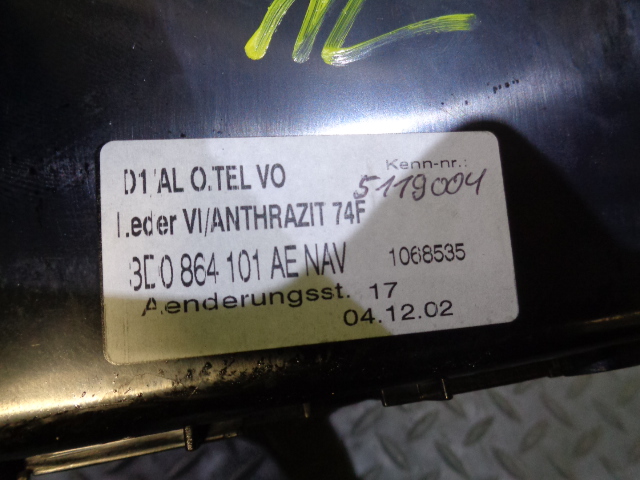 D1/AL O.TEL VO
Kenn-nr.:
5119004
Leder VI/ANTHRAZIT 74F
3D0 864 101 AE NAV 1068535
Aenderungsst. 17
04.12.02